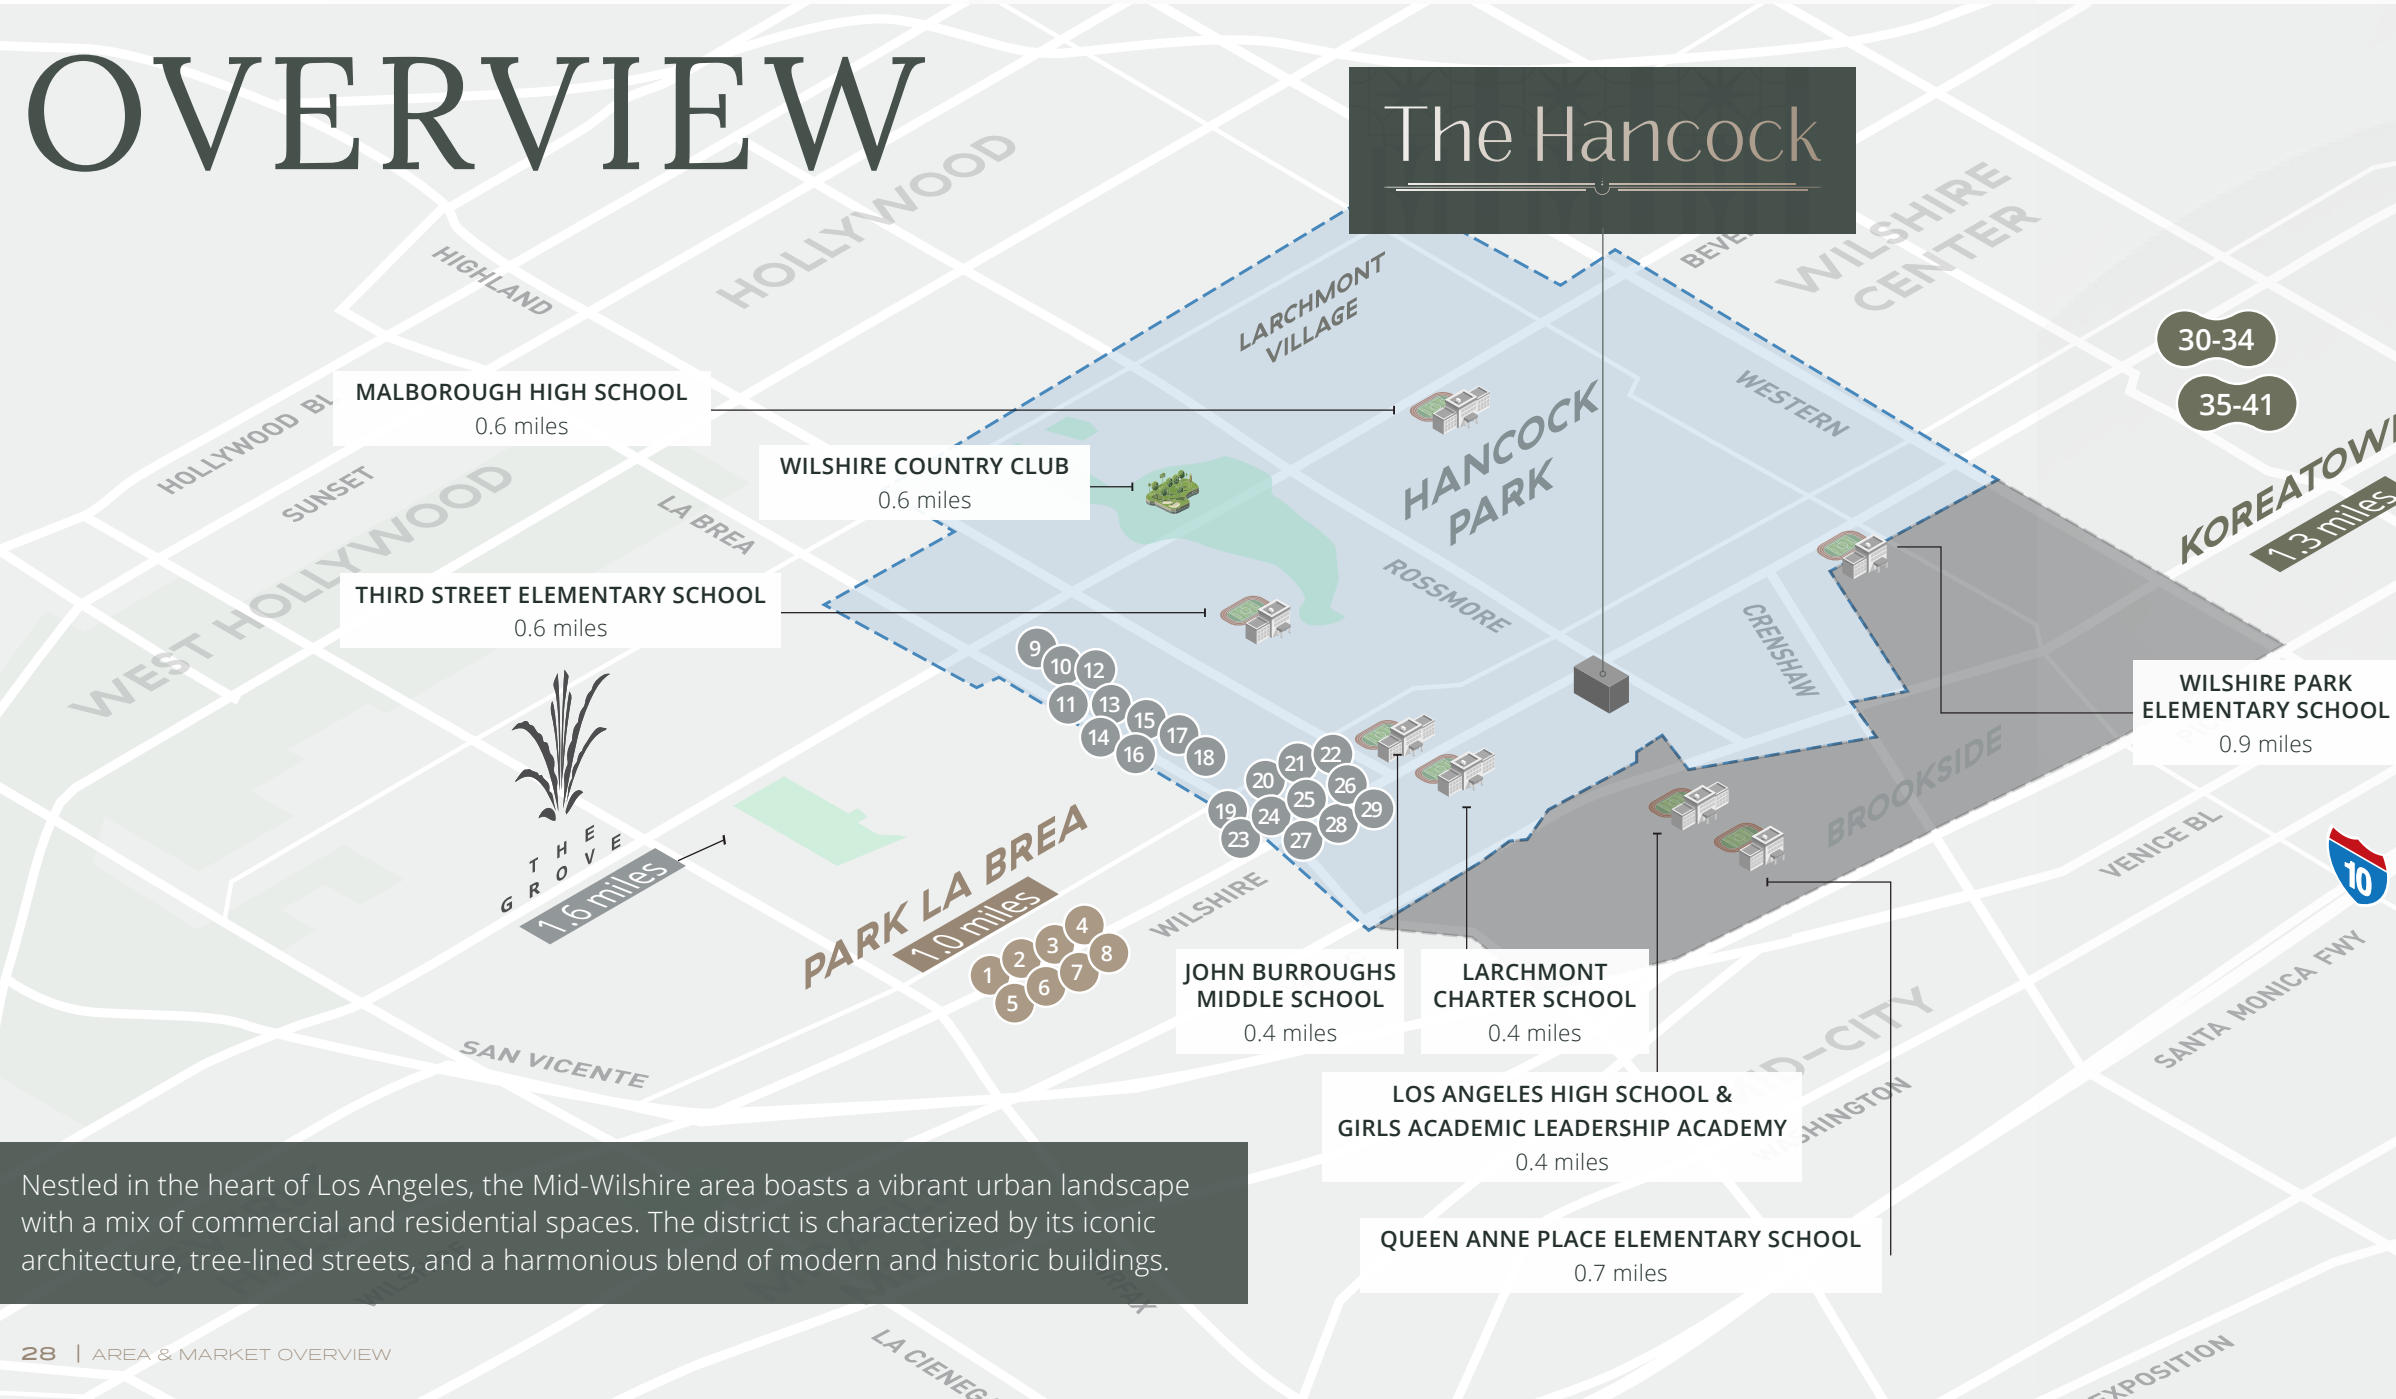 OVERVIEW
The Hancock
HOLLYWOOD
HIGHLAND
WILSHIRE
CENTER
LARCHMONT
VILLAGE
30-34
35-41
MALBOROUGH HIGH SCHOOL
0.6 miles
HOLLYWOOD BL
SUNSET
WEST HOLLYWOOD
LA BREA
WILSHIRE COUNTRY CLUB
0.6 miles
HANCOCK
PARK
WESTERN
KOREATOW
1.3 miles
THIRD STREET ELEMENTARY SCHOOL
0.6 miles
ROSSMORE
CRENSHAW
WILSHIRE PARK
ELEMENTARY SCHOOL
0.9 miles
9
10
12
11
13
15
14
17
16
18
22
21
20
26
25
19
24
29
28
23
27
THE
GROVE
1.6 miles
PARK LA BREA
1.0 miles
4
3
2
8
1
7
6
5
WILSHIRE
BROOKSIDE
VENICE BL
10
SANTA MONICA FWY
JOHN BURROUGHS
MIDDLE SCHOOL
0.4 miles
LARCHMONT
CHARTER SCHOOL
0.4 miles
SAN VICENTE
LOS ANGELES HIGH SCHOOL &
GIRLS ACADEMIC LEADERSHIP ACADEMY
0.4 miles
QUEEN ANNE PLACE ELEMENTARY SCHOOL
0.7 miles
Nestled in the heart of Los Angeles, the Mid-Wilshire area boasts a vibrant urban landscape
with a mix of commercial and residential spaces. The district is characterized by its iconic
architecture, tree-lined streets, and a harmonious blend of modern and historic buildings.
28 | AREA & MARKET OVERVIEW
LA CIENEG
EXPOSITION